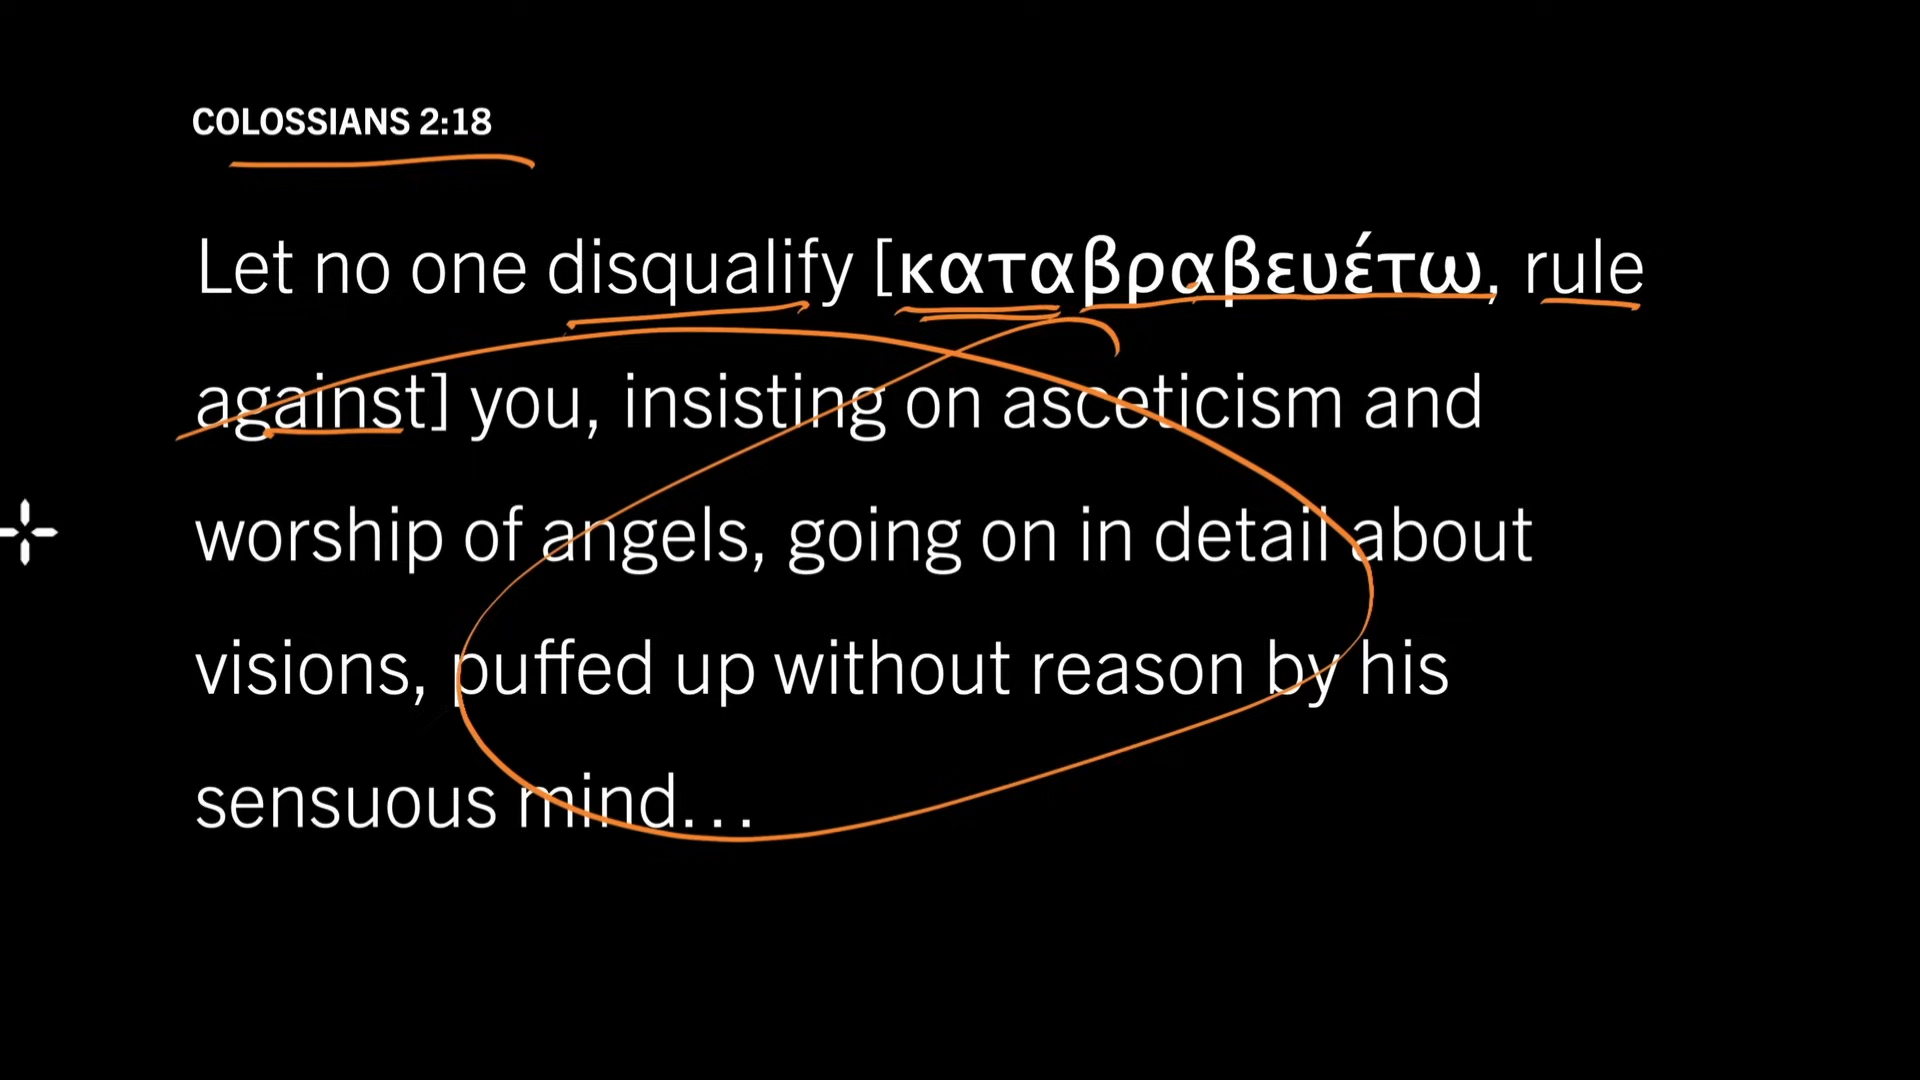 COLOSSIANS 2:18
Let no one disqualify [καταβραβευέτω, rule
against] you, insisting on asceticism and
worship of angels, going on in detail about
visions, puffed up without reason by his
sensuous mind…